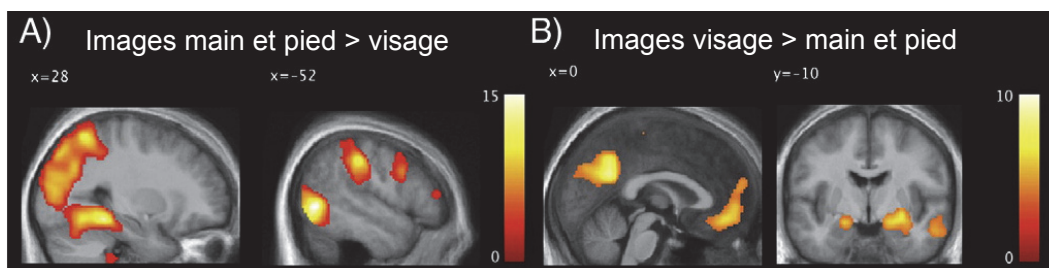 A) Images main et pied > visage
x=28
x=-52
15
0
B) Images visage > main et pied
x=0
y=-10
10
0